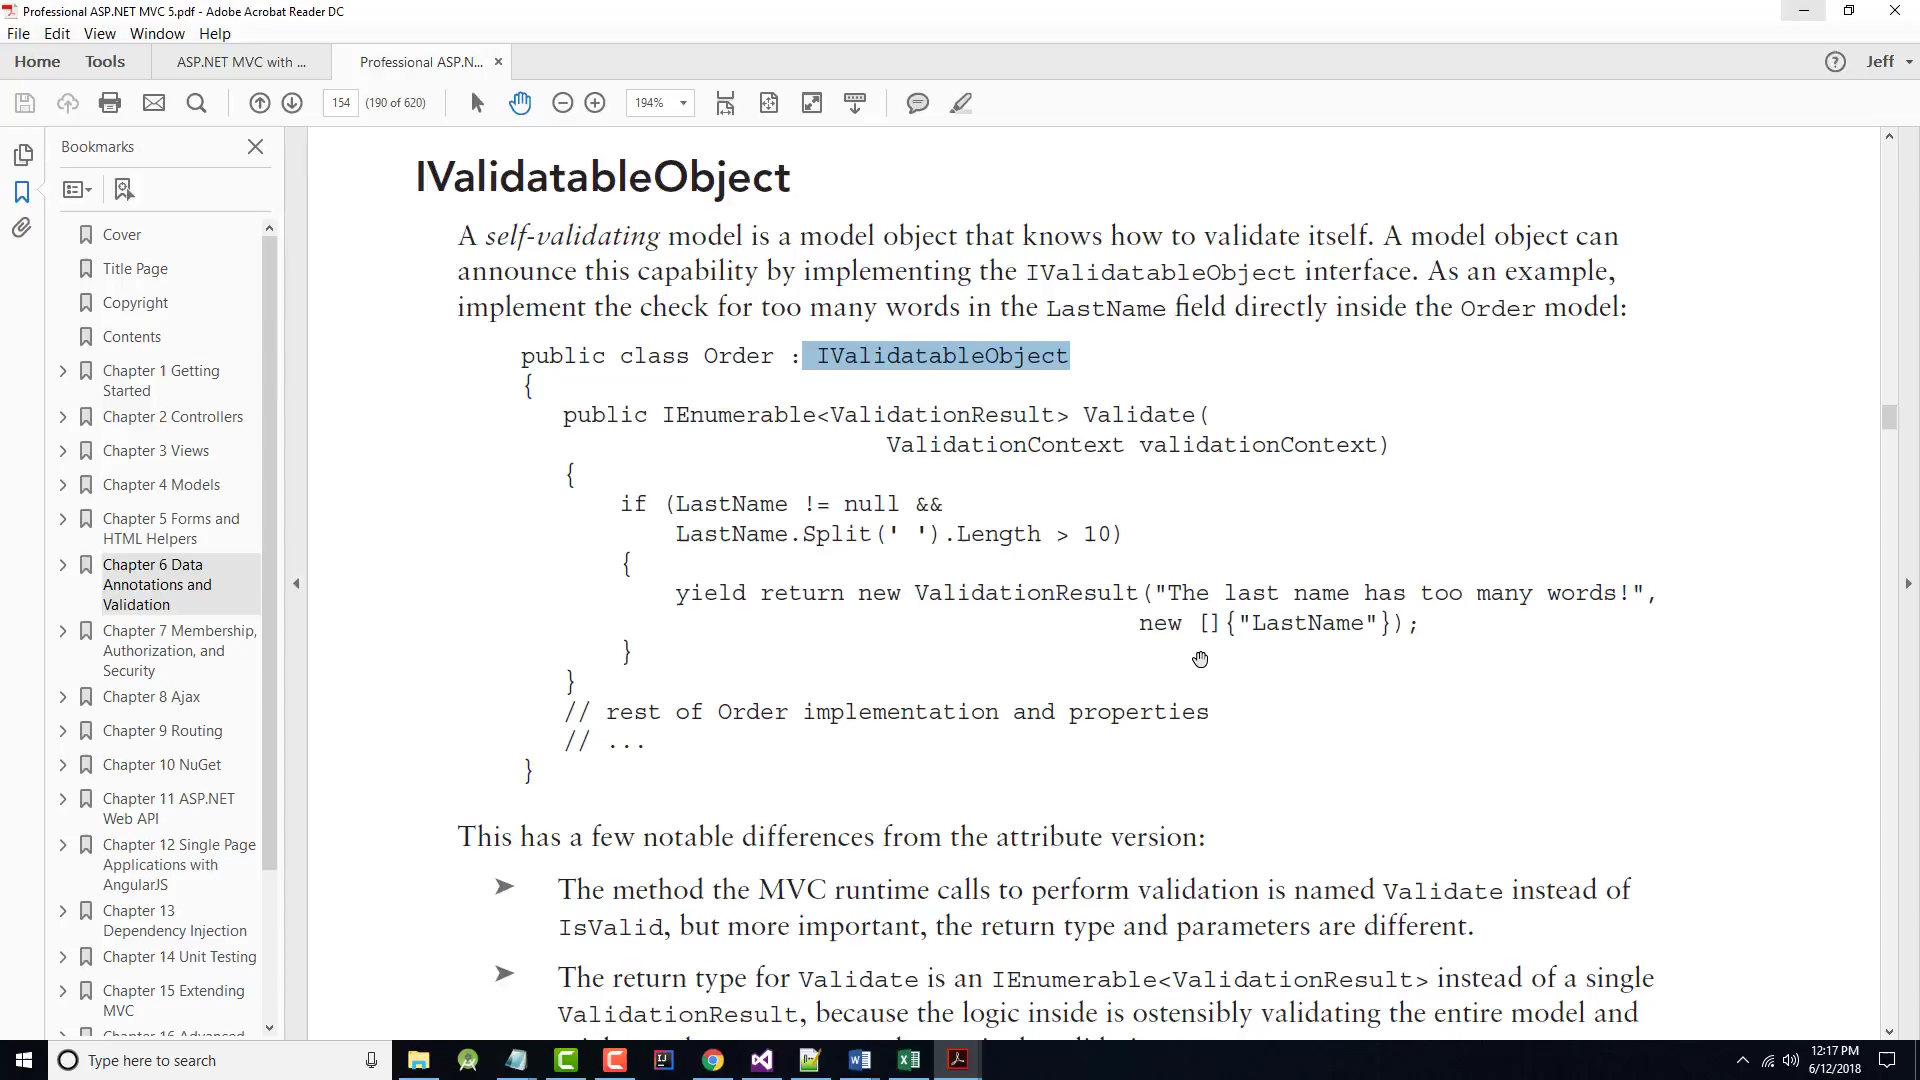 Professional ASP.NET MVC 5.pdf - Adobe Acrobat Reader DC
File Edit View Window Help
Home Tools ASP.NET MVC with ... Professional ASP.N... ×
Jeff
154 (190 of 620) 194%
Bookmarks
Cover
Title Page
Copyright
Contents
Chapter 1 Getting
Started
Chapter 2 Controllers
Chapter 3 Views
Chapter 4 Models
Chapter 5 Forms and
HTML Helpers
Chapter 6 Data
Annotations and
Validation
Chapter 7 Membership,
Authorization, and
Security
Chapter 8 Ajax
Chapter 9 Routing
Chapter 10 NuGet
Chapter 11 ASP.NET
Web API
Chapter 12 Single Page
Applications with
AngularJS
Chapter 13
Dependency Injection
Chapter 14 Unit Testing
Chapter 15 Extending
MVC
Chapter 16 Advanced
IValidatableObject
A self-validating model is a model object that knows how to validate itself. A model object can
announce this capability by implementing the IValidatableObject interface. As an example,
implement the check for too many words in the LastName field directly inside the Order model:
public class Order : IValidatableObject
{
public IEnumerable<ValidationResult> Validate(
ValidationContext validationContext)
{
if (LastName != null &&
LastName.Split(' ').Length > 10)
{
yield return new ValidationResult("The last name has too many words!",
new []{"LastName"});
}
}
// rest of Order implementation and properties
// ...
}
This has a few notable differences from the attribute version:
➤ The method the MVC runtime calls to perform validation is named Validate instead of
IsValid, but more important, the return type and parameters are different.
➤ The return type for Validate is an IEnumerable<ValidationResult> instead of a single
ValidationResult, because the logic inside is ostensibly validating the entire model and
Type here to search
12:17 PM
6/12/2018